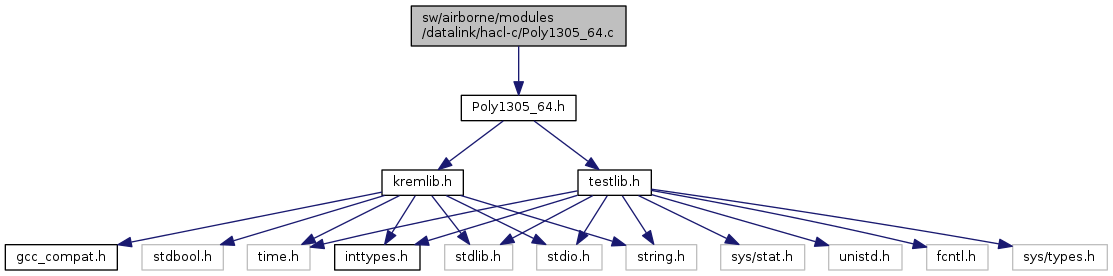 sw/airborne/modules
/datalink/hacl-c/Poly1305_64.c
Poly1305_64.h
kremlib.h
testlib.h
gcc_compat.h
stdbool.h
time.h
inttypes.h
stdlib.h
stdio.h
string.h
sys/stat.h
unistd.h
fcntl.h
sys/types.h